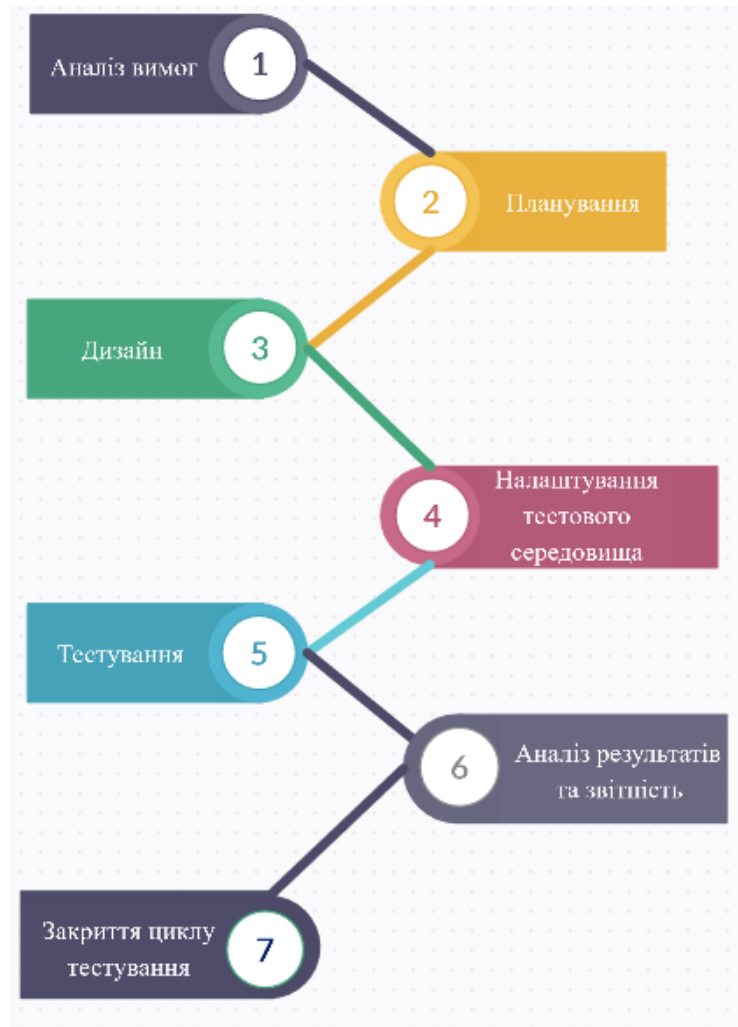 Аналіз вимог
1
2
Планування
Дизайн
3
4
Налаштування
тестового
середовища
Тестування
5
6
Аналіз результатів
та звітність
Закриття циклу
тестування
7